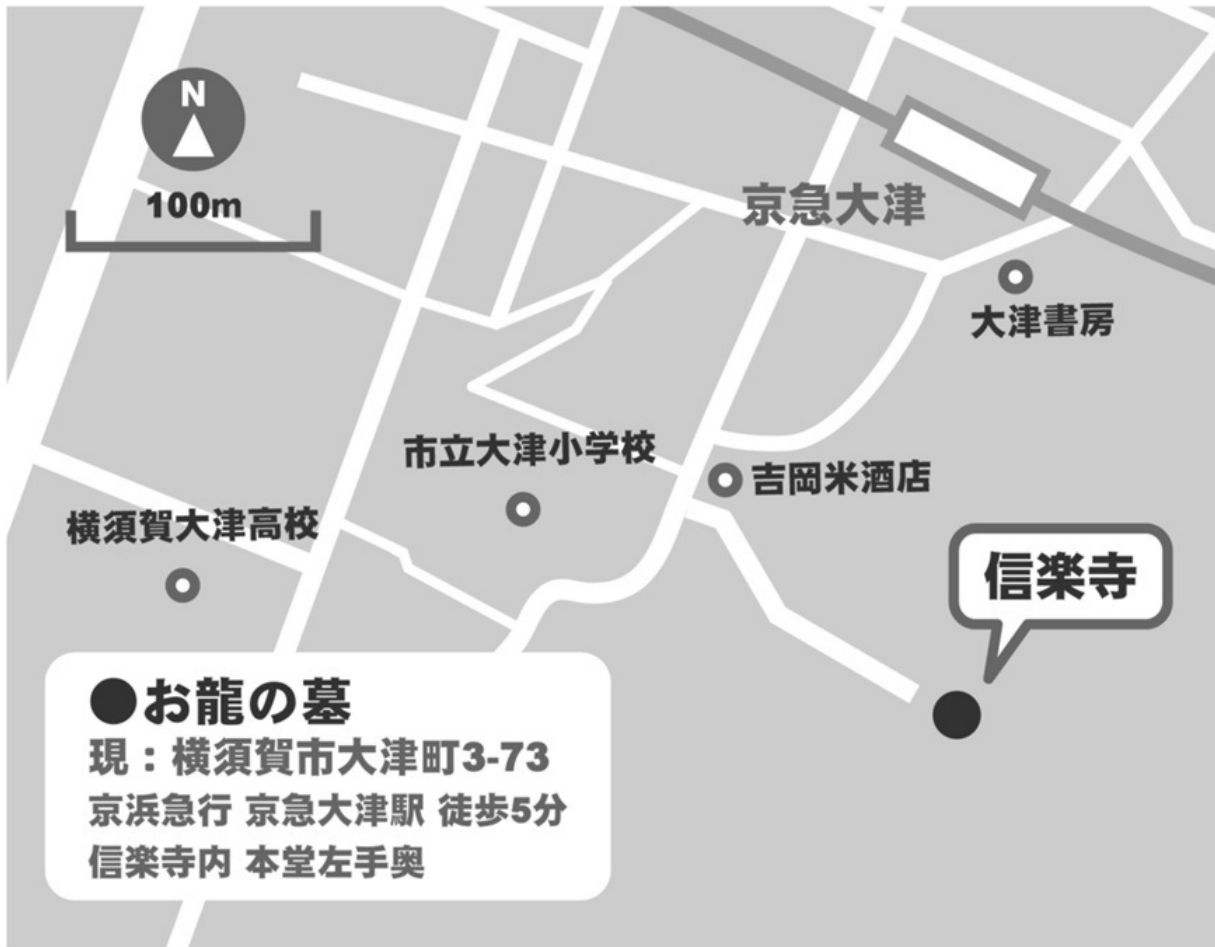 N
100m
京急大津
大津書房
市立大津小学校
吉岡米酒店
横須賀大津高校
信楽寺
●お龍の墓
現：横須賀市大津町3-73
京浜急行 京急大津駅 徒歩5分
信楽寺内 本堂左手奥